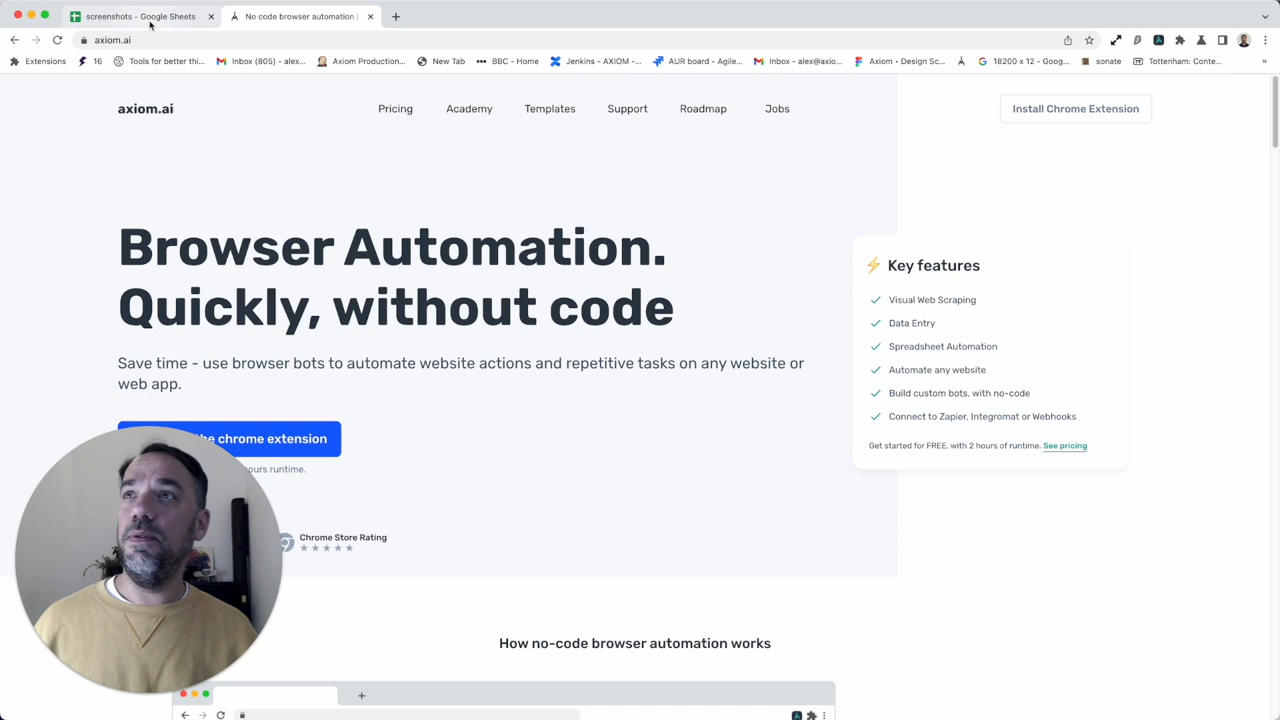 screenshots - Google Sheets
No code browser automation |
axiom.ai
Extensions
16
Tools for better thi...
Inbox (805) - alex...
Axiom Production...
New Tab
BBC - Home
Jenkins - AXIOM -...
AUR board - Agile...
Inbox - alex@axio...
Axiom • Design Sc...
18200 x 12 - Goog...
sonate
Tottenham: Conte...
»
axiom.ai
Pricing
Academy
Templates
Support
Roadmap
Jobs
Install Chrome Extension
Browser Automation.
Quickly, without code
Save time - use browser bots to automate website actions and repetitive tasks on any website or
web app.
the chrome extension
ours runtime.
Chrome Store Rating
Key features
Visual Web Scraping
Data Entry
Spreadsheet Automation
Automate any website
Build custom bots, with no-code
Connect to Zapier, Integromat or Webhooks
Get started for FREE, with 2 hours of runtime. See pricing
How no-code browser automation works